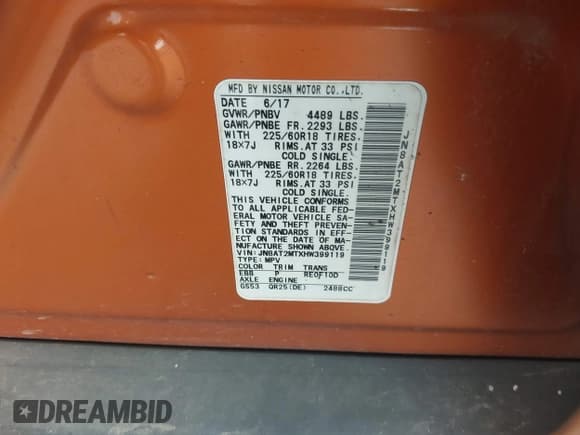 MFD BY NISSAN MOTOR CO.,LTD.
DATE 6/17
GVWR/PNBV 4489 LBS.
GAWR/PNBE FR. 2293 LBS.
WITH 225/60R18 TIRES.
18×7J RIMS.AT 33 PSI
COLD SINGLE.
GAWR/PNBE RR. 2264 LBS.
WITH 225/60R18 TIRES.
18×7J RIMS.AT 33 PSI
COLD SINGLE.
THIS VEHICLE CONFORMS
TO ALL APPLICABLE FED-
ERAL MOTOR VEHICLE SA-
FETY AND THEFT PREVEN-
TION STANDARDS IN EFF-
ECT ON THE DATE OF MA-
NUFACTURE SHOWN ABOVE.
VIN:JN8AT2MTXHW399119
TYPE:MPV
COLOR TRIM TRANS
EBB P RE0F10D
AXLE ENGINE
GS53 QR25(DE) 2488CC
JN8AT2MTXHW399119
DREAMBID